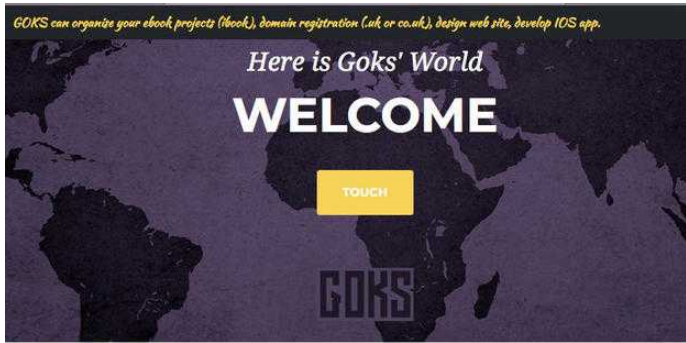 GOKS can organise your ebook projects (ibook), domain registration (.uk or co.uk), design web site, develop IOS app.
Here is Goks' World
WELCOME
TOUCH
GOKS